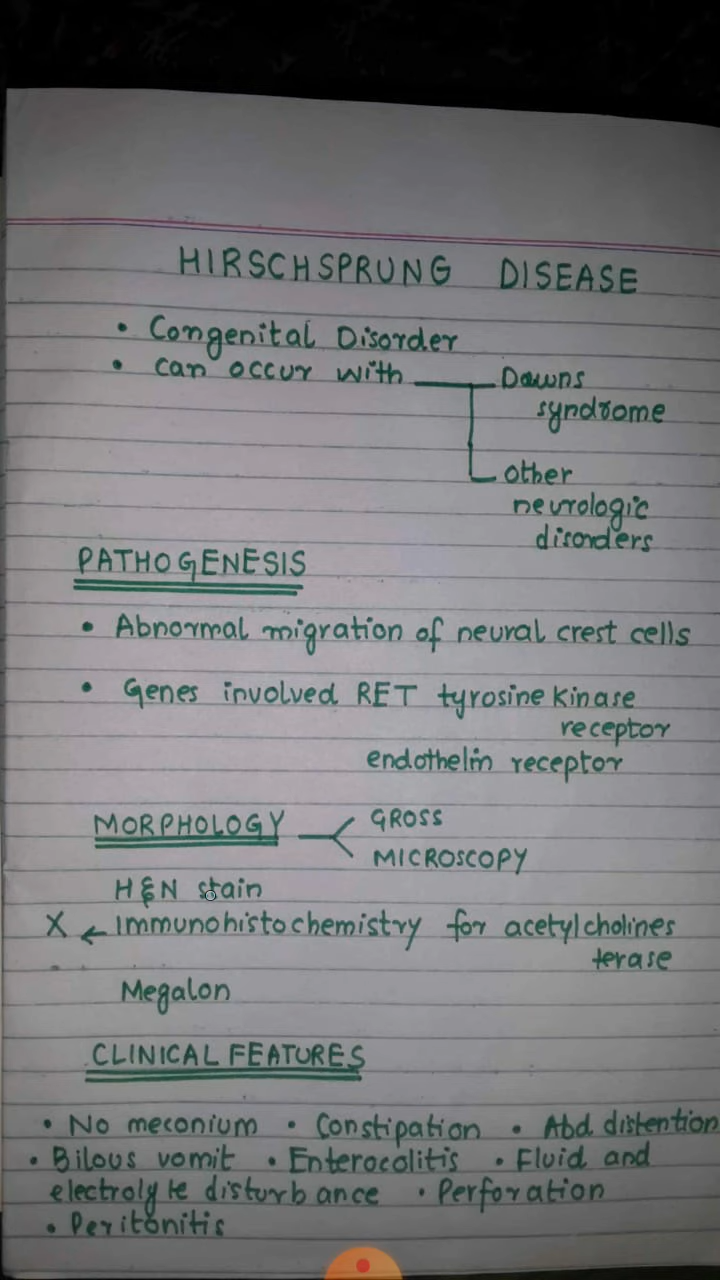 HIRSCHSPRUNG DISEASE
• Congenital Disorder
• can occur with Downs
syndrome
other
neurologic
disorders
PATHOGENESIS
• Abnormal migration of neural crest cells
• Genes involved RET tyrosine kinase
receptor
endothelin receptor
MORPHOLOGY GROSS
MICROSCOPY
H&N stain
X ← Immunohistochemistry for acetylcholines
terase
Megalon
CLINICAL FEATURES
• No meconium • Constipation • Abd distention
• Bilous vomit • Enterocolitis • Fluid and
electrolyte disturbance • Perforation
• Peritonitis